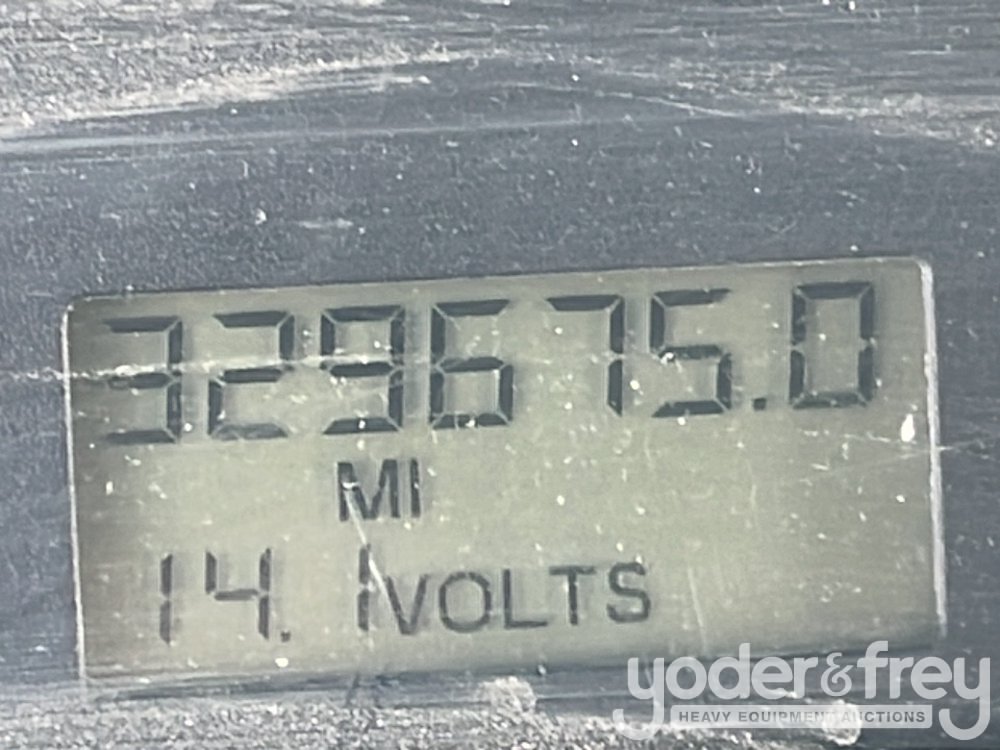 329675.0
MI
14.1 VOLTS
yoder&frey
HEAVY EQUIPMENT AUCTIONS